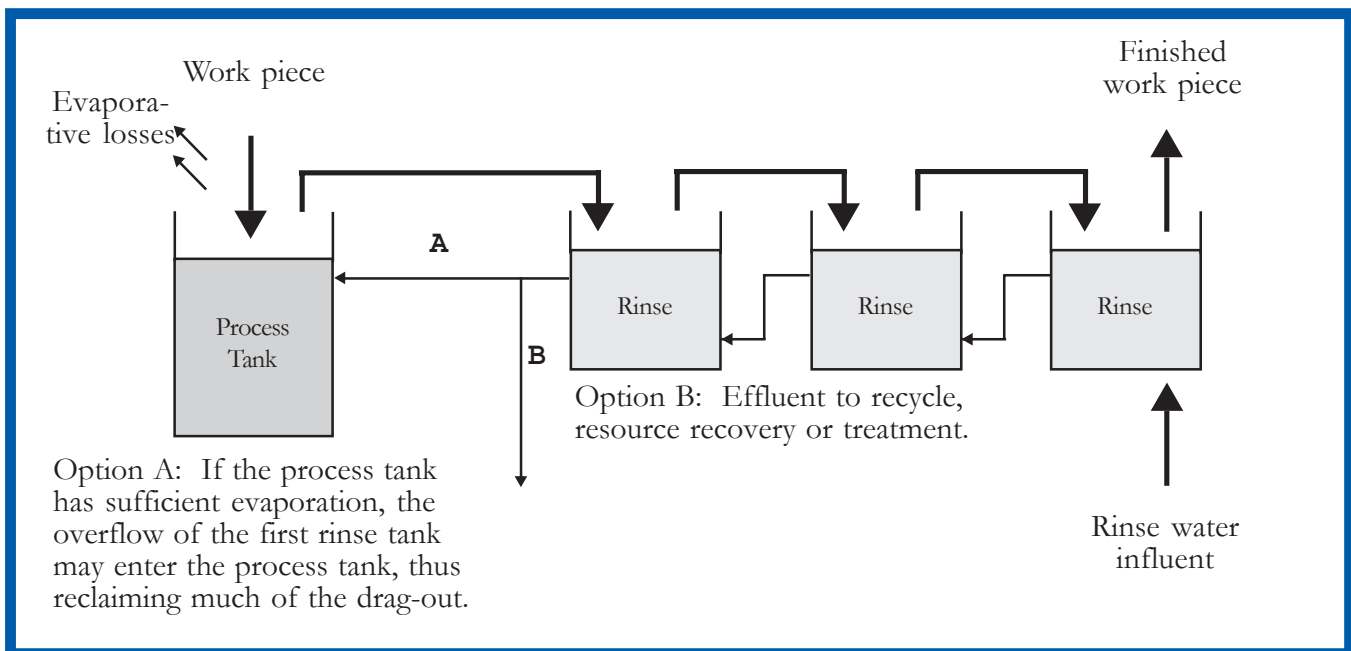 Work piece
Evapora-
tive losses
Finished
work piece
A
B
Process
Tank
Rinse
Rinse
Rinse
Option B:  Effluent to recycle,
resource recovery or treatment.
Option A:  If the process tank
has sufficient evaporation, the
overflow of the first rinse tank
may enter the process tank, thus
reclaiming much of the drag-out.
Rinse water
influent